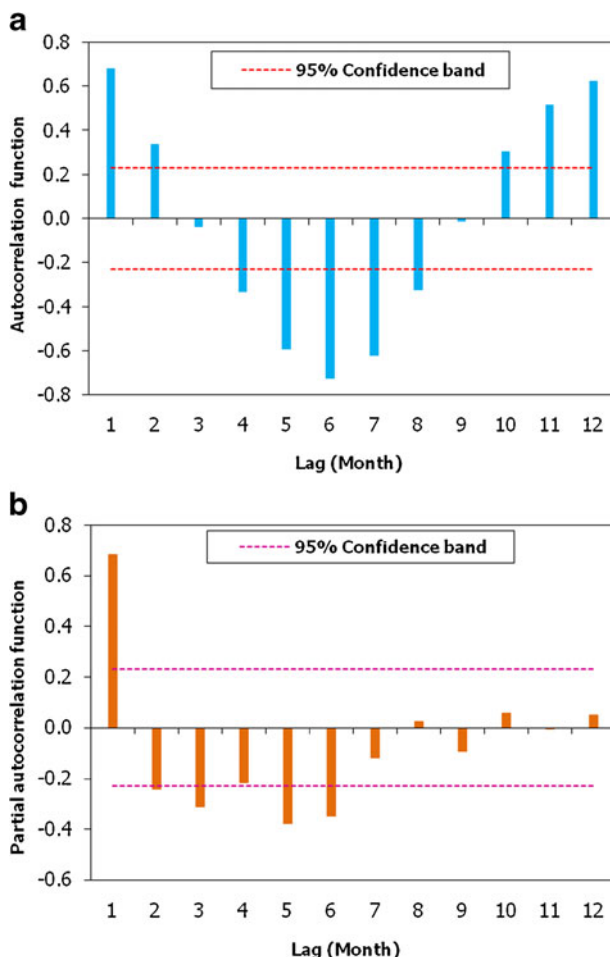 a
95% Confidence band
Autocorrelation function
0.8
0.6
0.4
0.2
0.0
-0.2
-0.4
-0.6
-0.8
1 2 3 4 5 6 7 8 9 10 11 12
Lag (Month)
b
95% Confidence band
Partial autocorrelation function
0.8
0.6
0.4
0.2
0.0
-0.2
-0.4
-0.6
1 2 3 4 5 6 7 8 9 10 11 12
Lag (Month)